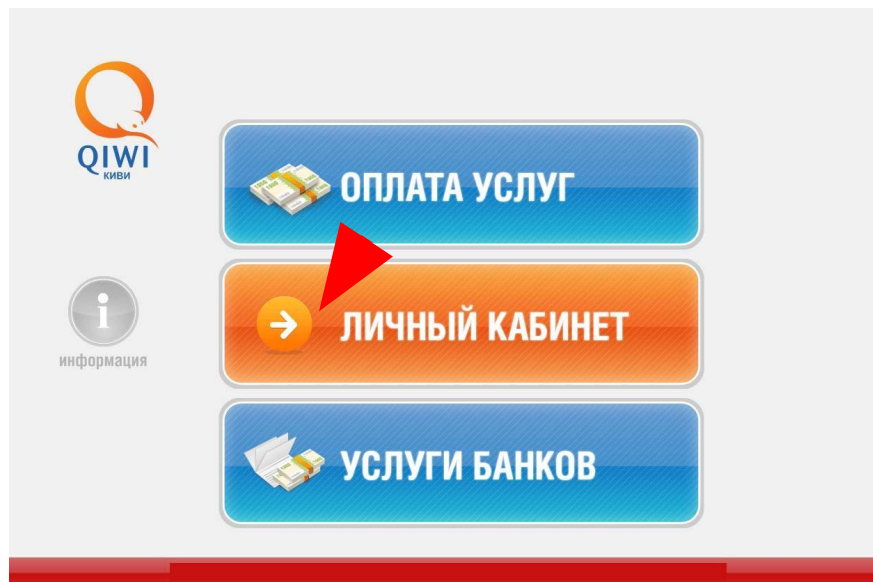 QIWI
КИВИ
ОПЛАТА УСЛУГ
ЛИЧНЫЙ КАБИНЕТ
информация
УСЛУГИ БАНКОВ